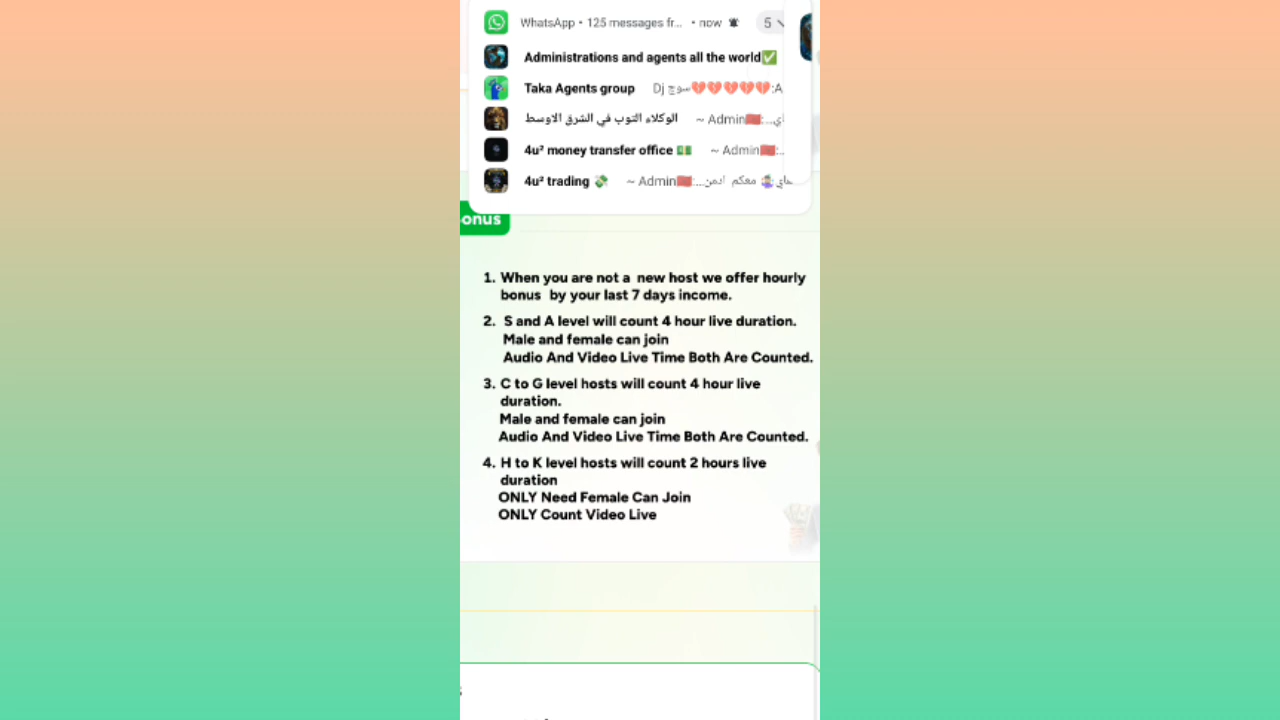 WhatsApp • 125 messages fr... • now
5
Administrations and agents all the world✅
Taka Agents group Dj سوج💔💔💔💔💔:A
الوكلاء التوب في الشرق الاوسط ~ Admin🇲🇦:...
4u² money transfer office 💵 ~ Admin🇲🇦:..
4u² trading 💸 ~ Admin🇲🇦:...معكم ادمن
onus
1. When you are not a new host we offer hourly
bonus by your last 7 days income.
2. S and A level will count 4 hour live duration.
Male and female can join
Audio And Video Live Time Both Are Counted.
3. C to G level hosts will count 4 hour live
duration.
Male and female can join
Audio And Video Live Time Both Are Counted.
4. H to K level hosts will count 2 hours live
duration
ONLY Need Female Can Join
ONLY Count Video Live